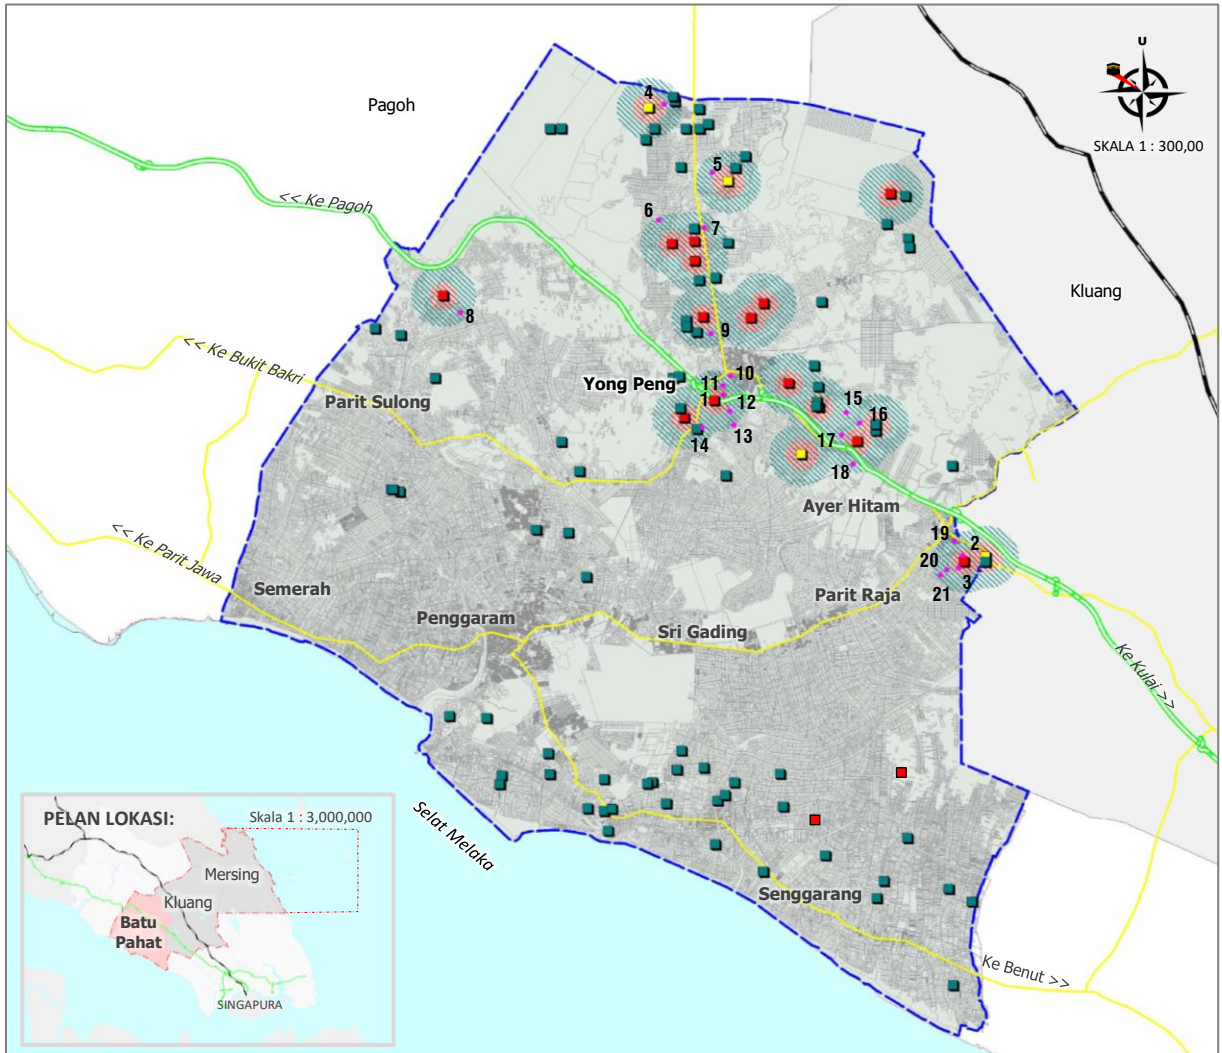 U
SKALA 1 : 300,00
Pagoh
4
<< Ke Pagoh
5
6
7
Kluang
8
9
<< Ke Bukit Bakri
Yong Peng
10
11
1
12
Parit Sulong
13
14
15
16
17
18
Ayer Hitam
<< Ke Parit Jawa
19
2
20
3
21
Semerah
Parit Raja
Penggaram
Sri Gading
Ke Kulai >>
Selat Melaka
Senggarang
Ke Benut >>
PELAN LOKASI:
Skala 1 : 3,000,000
Mersing
Kluang
Batu
Pahat
SINGAPURA